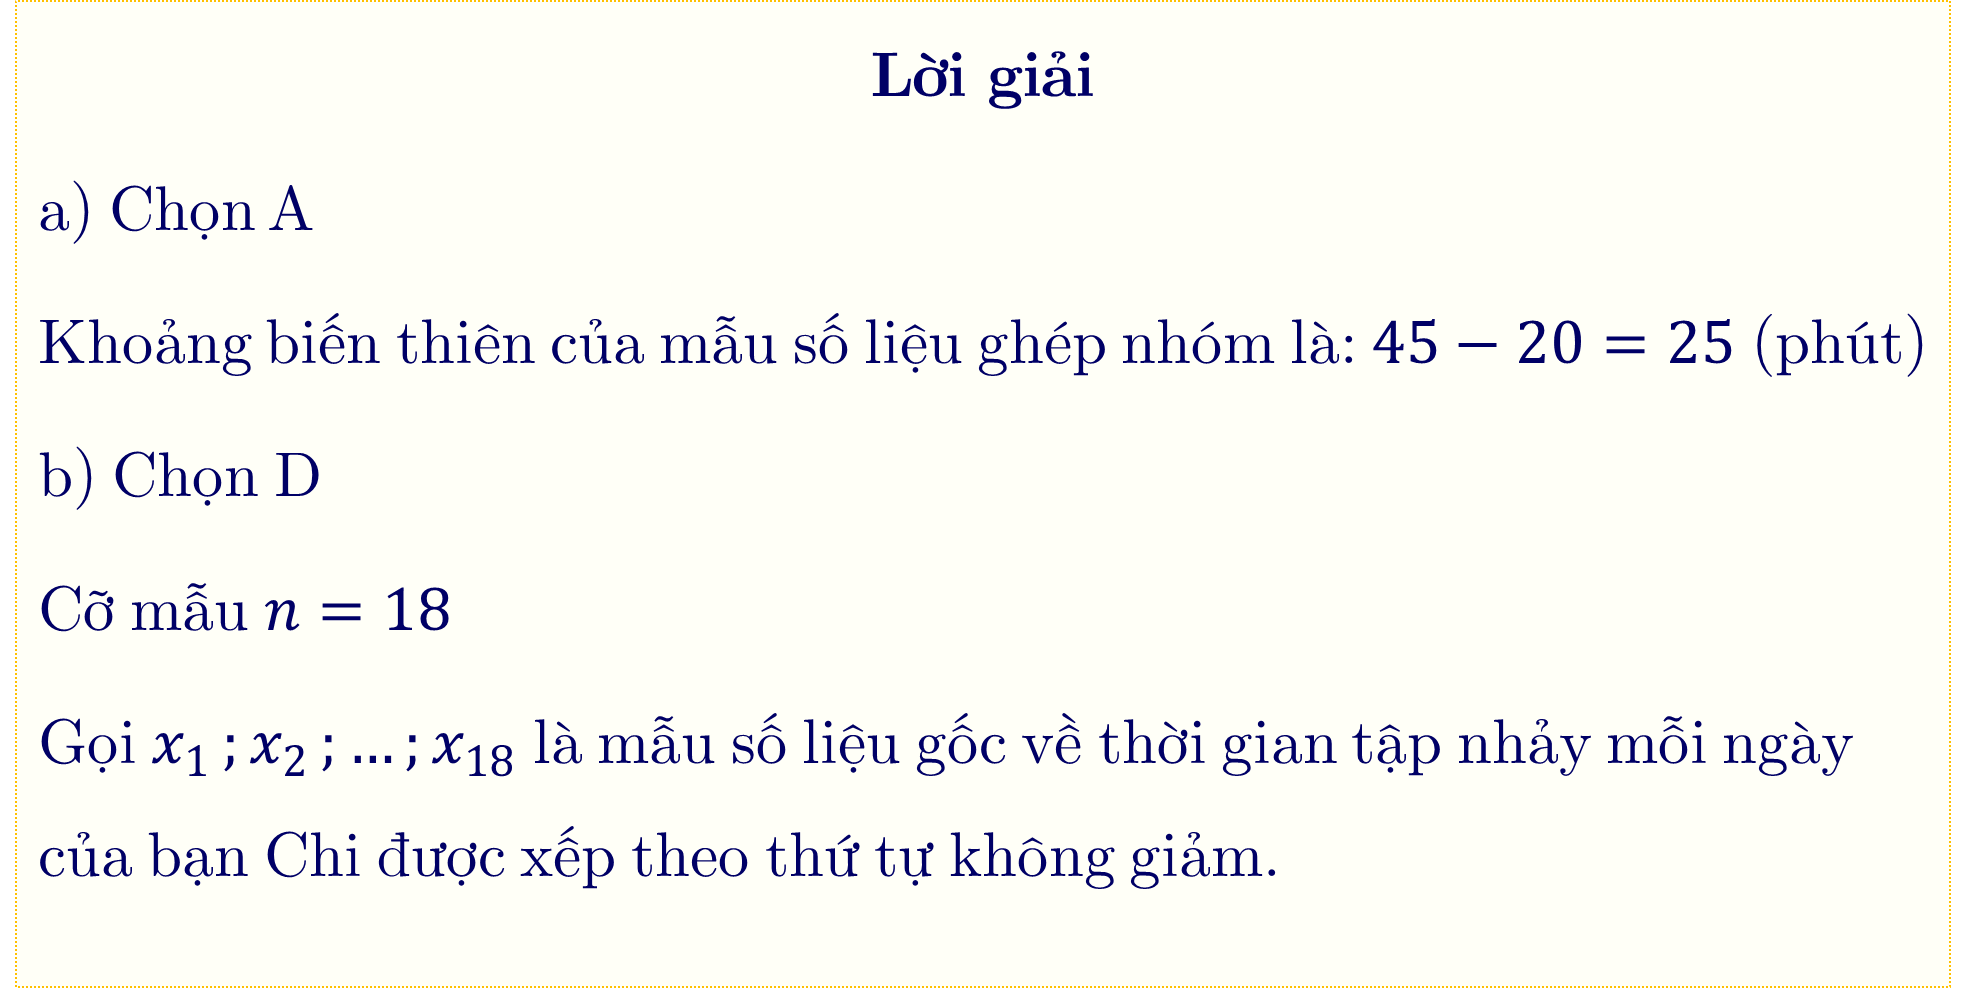 Lời giải
a) Chọn A
Khoảng biến thiên của mẫu số liệu ghép nhóm là: 45 − 20 = 25 (phút)
b) Chọn D
Cỡ mẫu n = 18
Gọi x₁ ; x₂ ; … ; x₁₈ là mẫu số liệu gốc về thời gian tập nhảy mỗi ngày
của bạn Chi được xếp theo thứ tự không giảm.